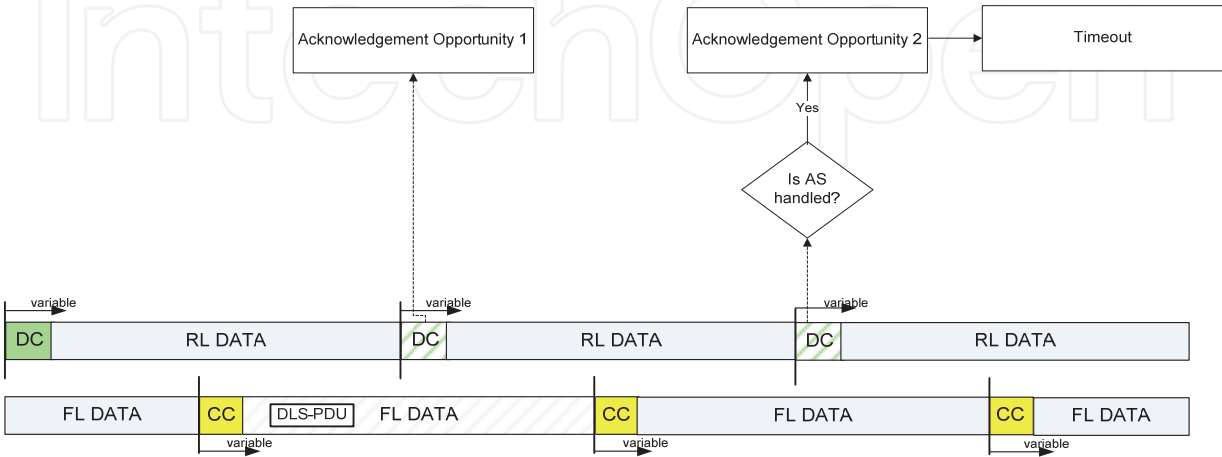 IntechOpen
Acknowledgement Opportunity 1
Acknowledgement Opportunity 2
Timeout
Yes
Is AS
handled?
variable
variable
variable
DC
RL DATA
DC
RL DATA
DC
RL DATA
FL DATA
CC
DLS-PDU
FL DATA
CC
FL DATA
CC
FL DATA
variable
variable
variable